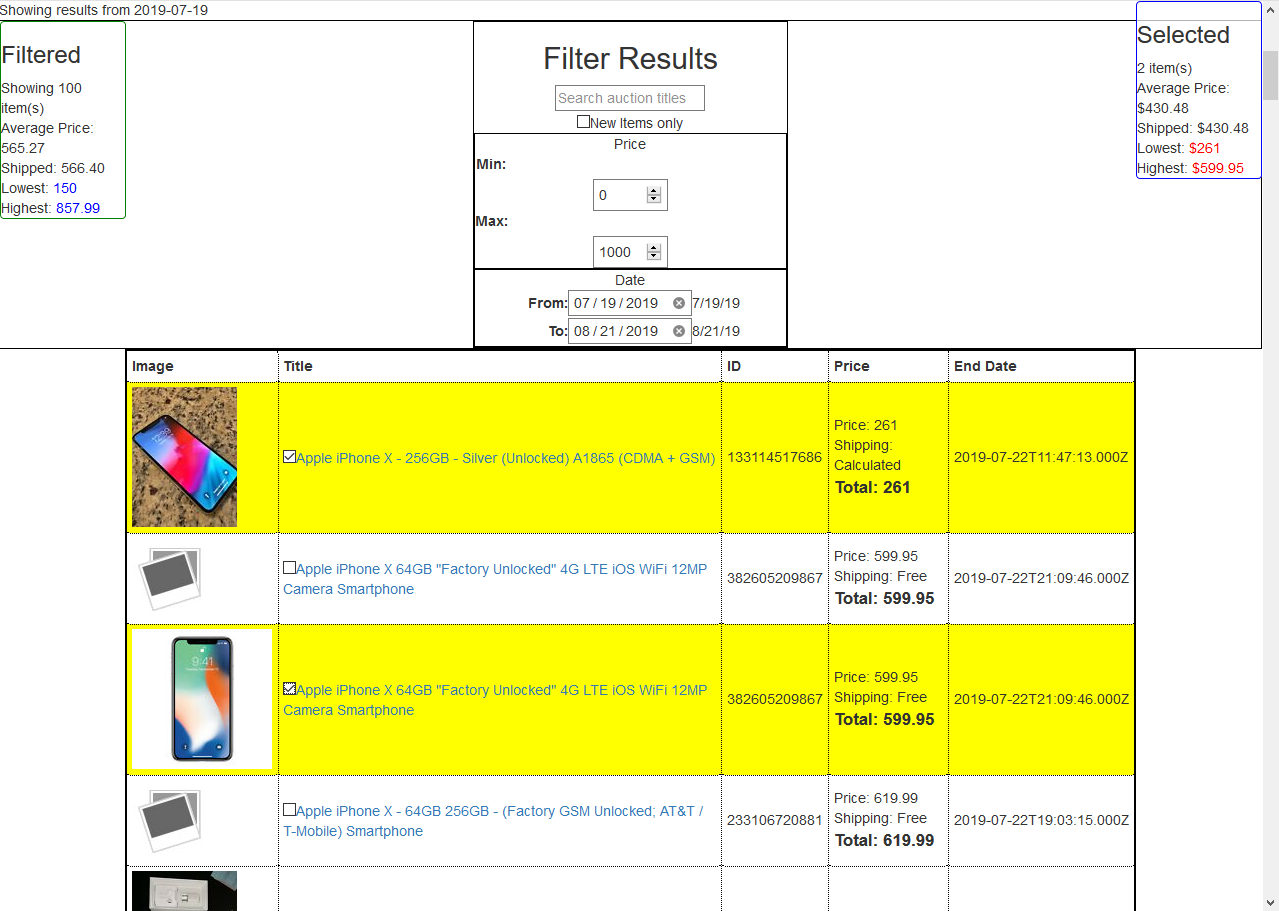 Showing results from 2019-07-19
Filtered
Showing 100
item(s)
Average Price:
565.27
Shipped: 566.40
Lowest: 150
Highest: 857.99
Filter Results
Search auction titles
New Items only
Price
Min:
0
Max:
1000
Date
From: 07 / 19 / 2019 7/19/19
To: 08 / 21 / 2019 8/21/19
Selected
2 item(s)
Average Price:
$430.48
Shipped: $430.48
Lowest: $261
Highest: $599.95
Image Title ID Price End Date
Apple iPhone X - 256GB - Silver (Unlocked) A1865 (CDMA + GSM)
133114517686
Price: 261
Shipping:
Calculated
Total: 261
2019-07-22T11:47:13.000Z
Apple iPhone X 64GB "Factory Unlocked" 4G LTE iOS WiFi 12MP
Camera Smartphone
382605209867
Price: 599.95
Shipping: Free
Total: 599.95
2019-07-22T21:09:46.000Z
9:41
Apple iPhone X 64GB "Factory Unlocked" 4G LTE iOS WiFi 12MP
Camera Smartphone
382605209867
Price: 599.95
Shipping: Free
Total: 599.95
2019-07-22T21:09:46.000Z
Apple iPhone X - 64GB 256GB - (Factory GSM Unlocked; AT&T /
T-Mobile) Smartphone
233106720881
Price: 619.99
Shipping: Free
Total: 619.99
2019-07-22T19:03:15.000Z